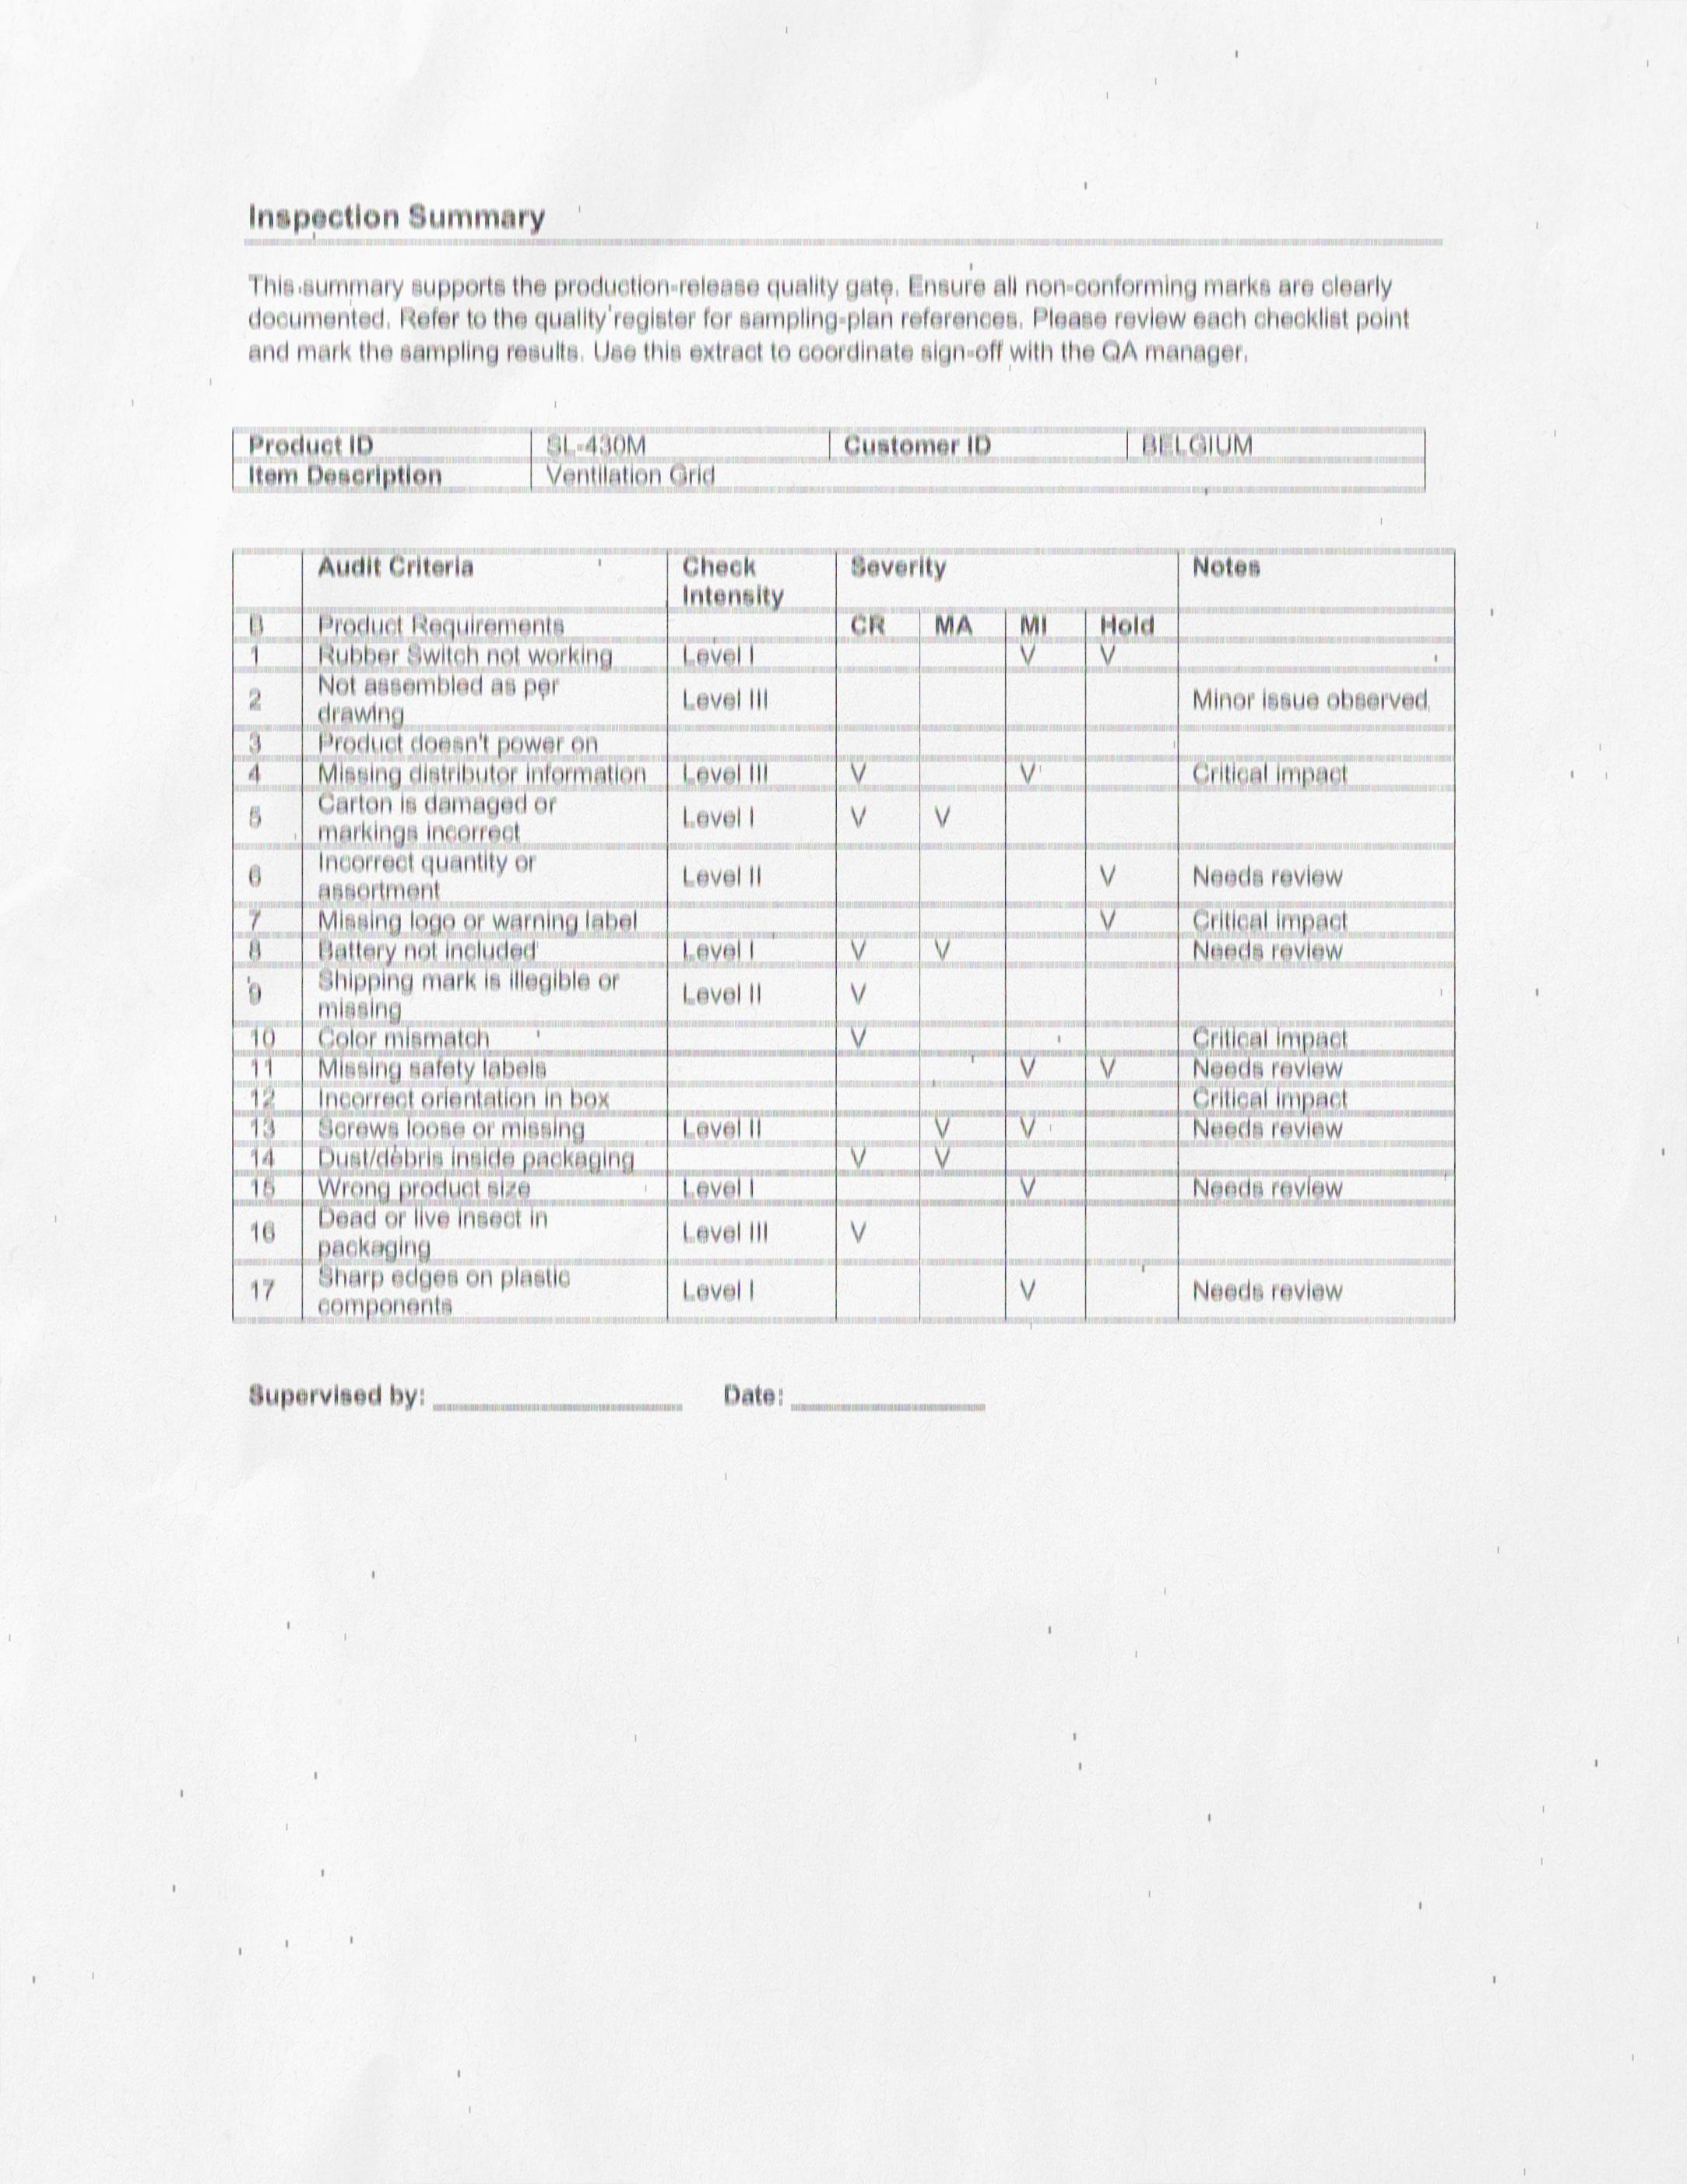 Inspection Summary
This summary supports the production-release quality gate. Ensure all non-conforming marks are clearly
documented. Refer to the quality register for sampling-plan references. Please review each checklist point
and mark the sampling results. Use this extract to coordinate sign-off with the QA manager.
Product ID SL-430M Customer ID BELGIUM
Item Description Ventilation Grid
Audit Criteria Check Intensity Severity Notes
B Product Requirements CR MA MI Hold
1 Rubber Switch not working Level I V V
2 Not assembled as per drawing Level III Minor issue observed
3 Product doesn't power on
4 Missing distributor information Level III V V Critical impact
5 Carton is damaged or markings incorrect Level I V V
6 Incorrect quantity or assortment Level II V Needs review
7 Missing logo or warning label V Critical impact
8 Battery not included Level I V V Needs review
9 Shipping mark is illegible or missing Level II V
10 Color mismatch V Critical impact
11 Missing safety labels V V Needs review
12 Incorrect orientation in box Critical impact
13 Screws loose or missing Level II V V Needs review
14 Dust/debris inside packaging V V
15 Wrong product size Level I V Needs review
16 Dead or live insect in packaging Level III V
17 Sharp edges on plastic components Level I V Needs review
Supervised by: Date: